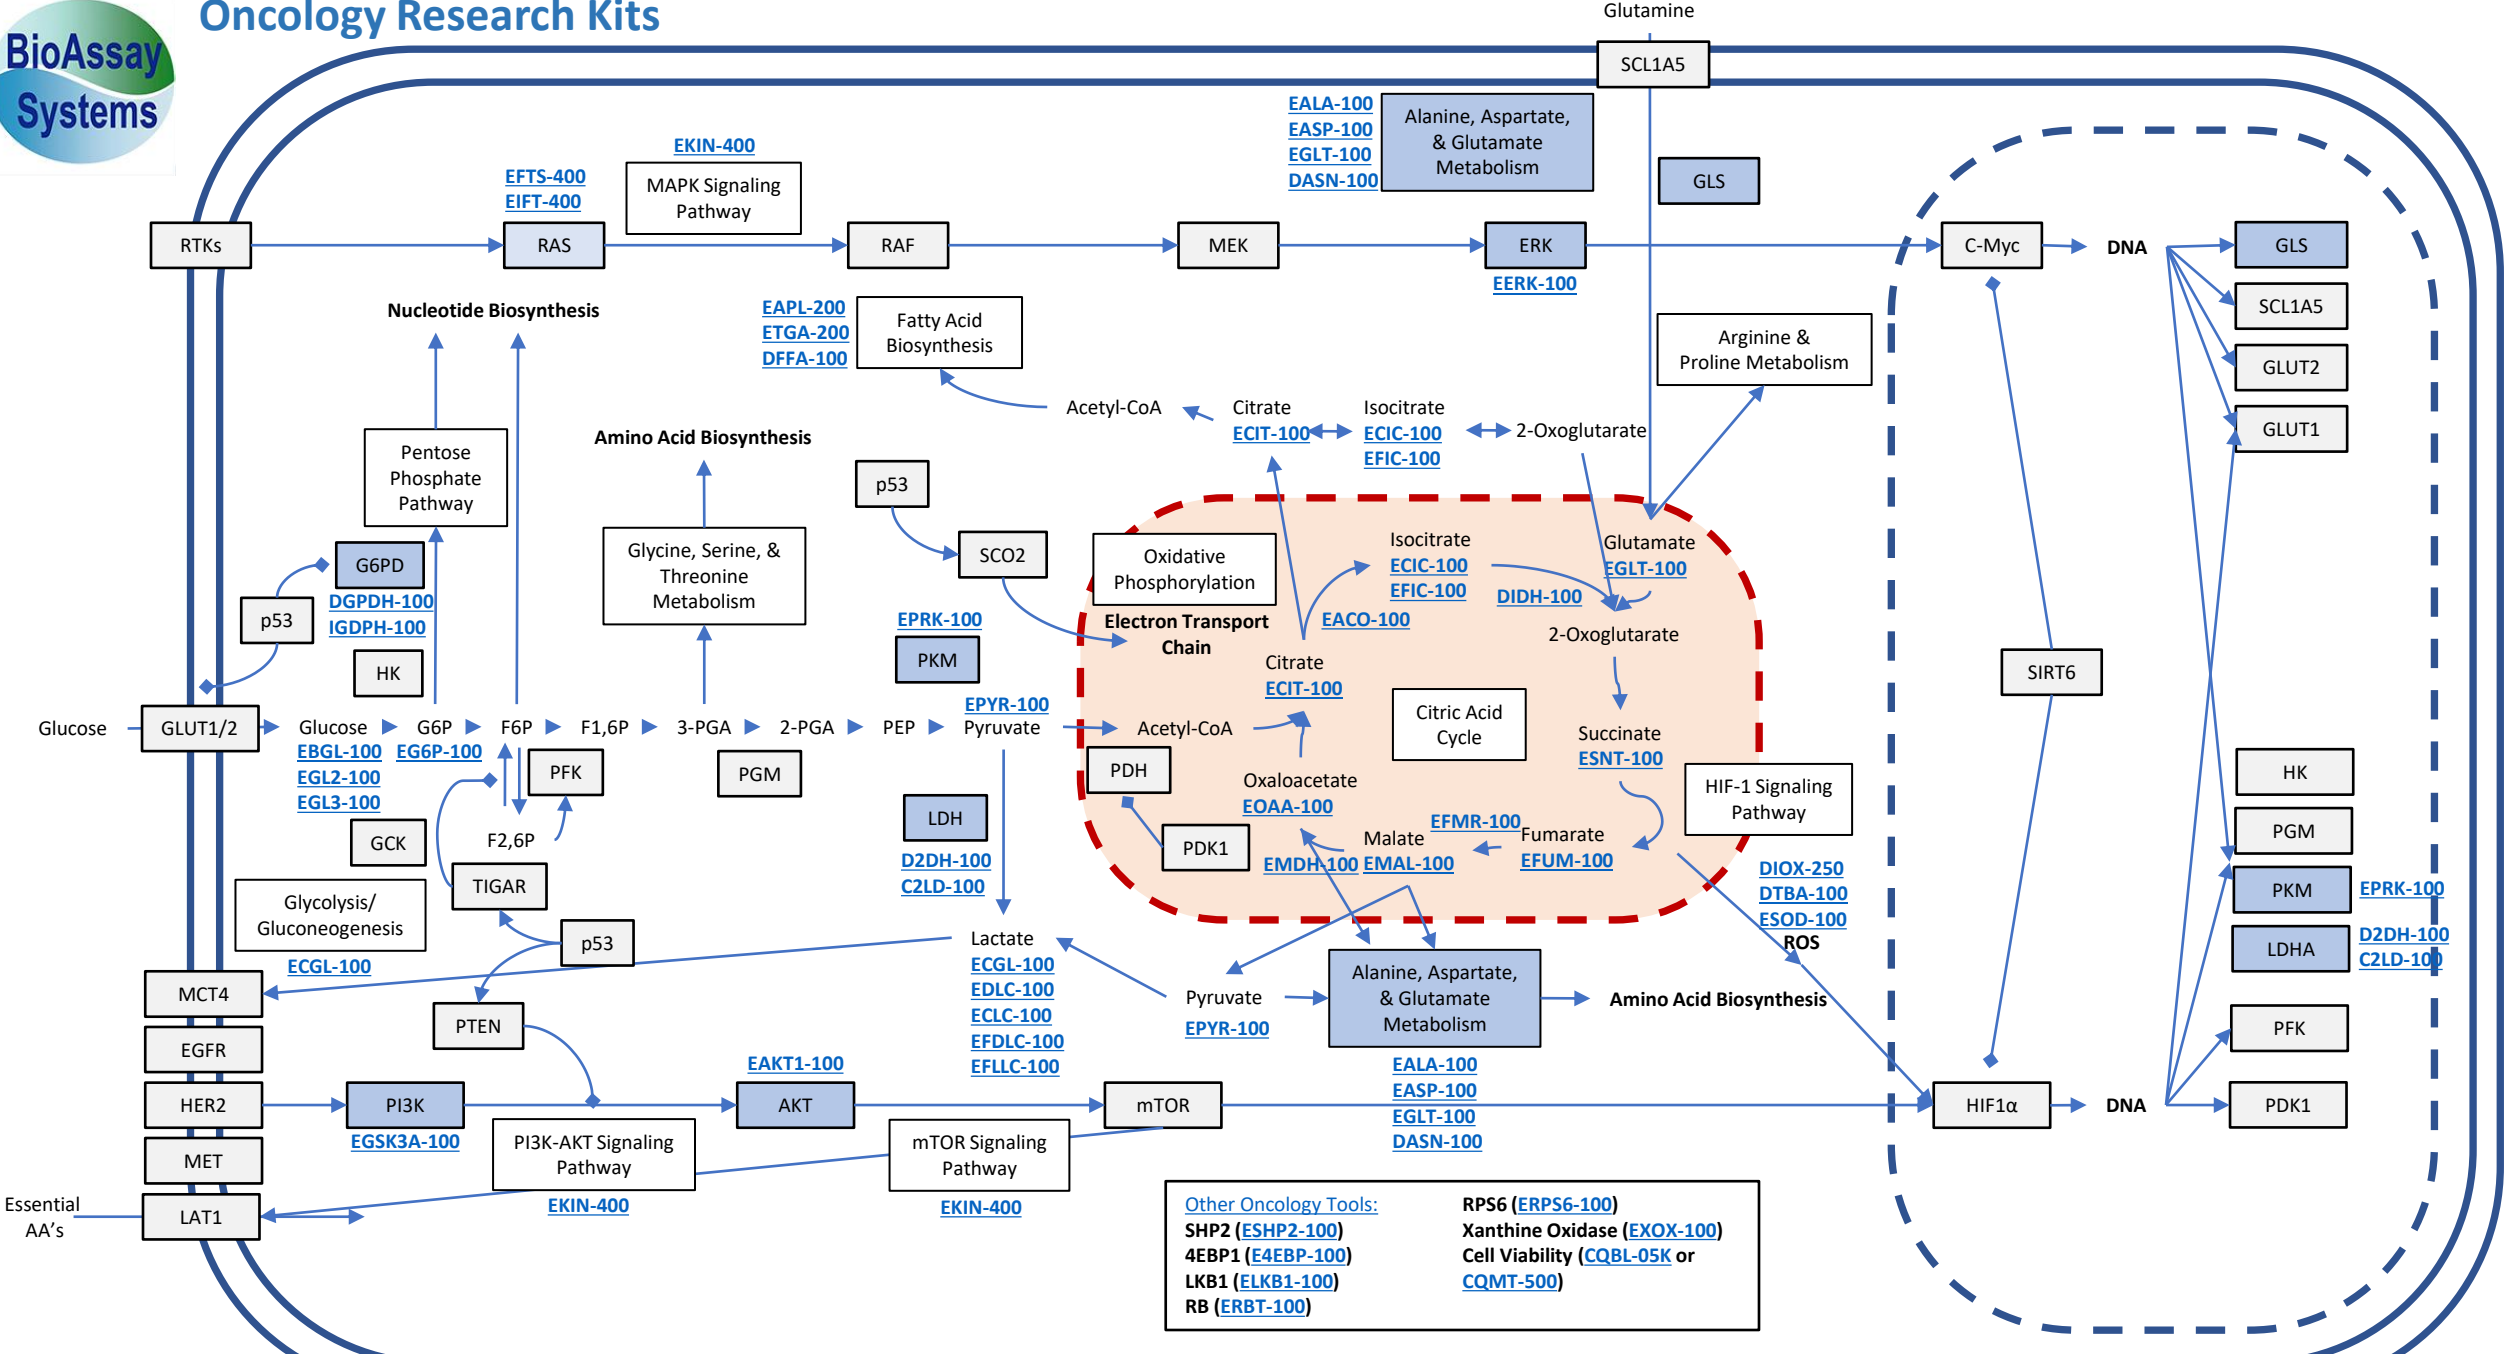 Oncology Research Kits
BioAssay
Systems
Glutamine
SCL1A5
EALA-100
EASP-100
EGLT-100
DASN-100
Alanine, Aspartate,
& Glutamate
Metabolism
GLS
EKIN-400
MAPK Signaling
Pathway
EFTS-400
EIFT-400
RTKs
RAS
RAF
MEK
ERK
EERK-100
C-Myc
DNA
GLS
SCL1A5
GLUT2
GLUT1
Nucleotide Biosynthesis
EAPL-200
ETGA-200
DFFA-100
Fatty Acid
Biosynthesis
Arginine &
Proline Metabolism
Acetyl-CoA
Citrate
ECIT-100
Isocitrate
ECIC-100
EFIC-100
2-Oxoglutarate
Amino Acid Biosynthesis
Pentose
Phosphate
Pathway
p53
SCO2
Glycine, Serine, &
Threonine
Metabolism
G6PD
DGPDH-100
IGDPH-100
p53
HK
Oxidative
Phosphorylation
Electron Transport
Chain
Isocitrate
ECIC-100
EFIC-100
EACO-100
DIDH-100
Glutamate
EGLT-100
2-Oxoglutarate
Citrate
ECIT-100
Citric Acid
Cycle
EPRK-100
PKM
SIRT6
Glucose
GLUT1/2
Glucose
EBGL-100
EGL2-100
EGL3-100
G6P
EG6P-100
F6P
F1,6P
3-PGA
2-PGA
PEP
EPYR-100
Pyruvate
Acetyl-CoA
PFK
PGM
PDH
Succinate
ESNT-100
Oxaloacetate
EOAA-100
HIF-1 Signaling
Pathway
HK
PGM
PKM
EPRK-100
LDHA
D2DH-100
C2LD-100
PFK
PDK1
LDH
D2DH-100
C2LD-100
F2,6P
GCK
TIGAR
PDK1
EMDH-100
Malate
EMAL-100
EFMR-100
Fumarate
EFUM-100
DIOX-250
DTBA-100
ESOD-100
ROS
Glycolysis/
Gluconeogenesis
ECGL-100
p53
Lactate
ECGL-100
EDLC-100
ECLC-100
EFDLC-100
EFLLC-100
Pyruvate
EPYR-100
Alanine, Aspartate,
& Glutamate
Metabolism
Amino Acid Biosynthesis
EALA-100
EASP-100
EGLT-100
DASN-100
MCT4
PTEN
EGFR
HER2
PI3K
EGSK3A-100
EAKT1-100
AKT
mTOR
HIF1α
DNA
MET
PI3K-AKT Signaling
Pathway
EKIN-400
mTOR Signaling
Pathway
EKIN-400
Essential
AA's
LAT1
Other Oncology Tools:
SHP2 (ESHP2-100)
4EBP1 (E4EBP-100)
LKB1 (ELKB1-100)
RB (ERBT-100)
RPS6 (ERPS6-100)
Xanthine Oxidase (EXOX-100)
Cell Viability (CQBL-05K or
CQMT-500)